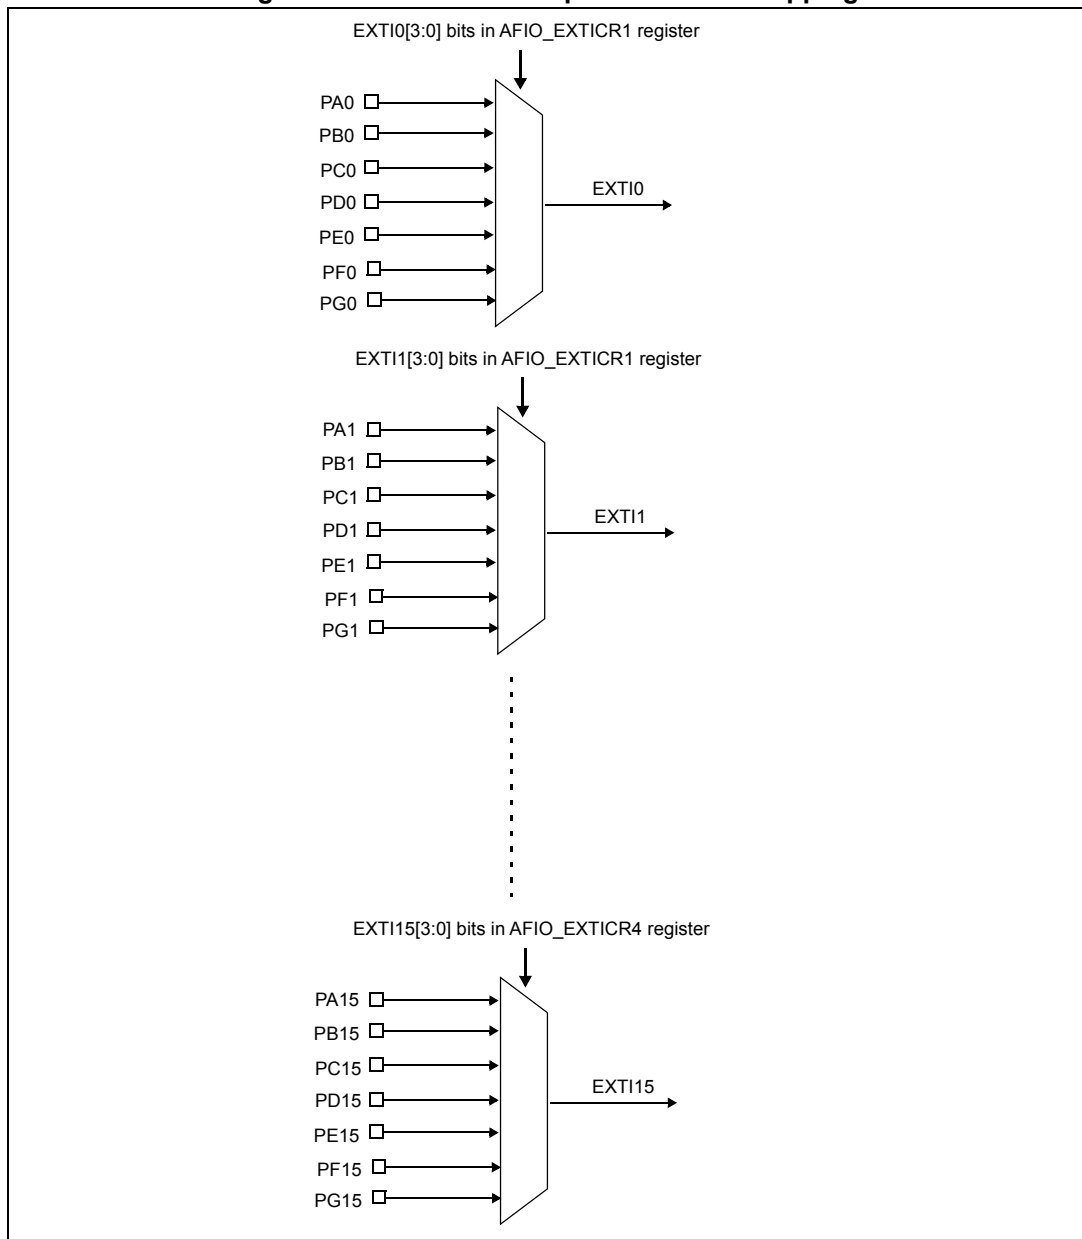 EXTI0[3:0] bits in AFIO_EXTICR1 register
PA0
PB0
PC0
PD0
EXTI0
PE0
PF0
PG0
EXTI1[3:0] bits in AFIO_EXTICR1 register
PA1
PB1
PC1
PD1
EXTI1
PE1
PF1
PG1
EXTI15[3:0] bits in AFIO_EXTICR4 register
PA15
PB15
PC15
PD15
EXTI15
PE15
PF15
PG15